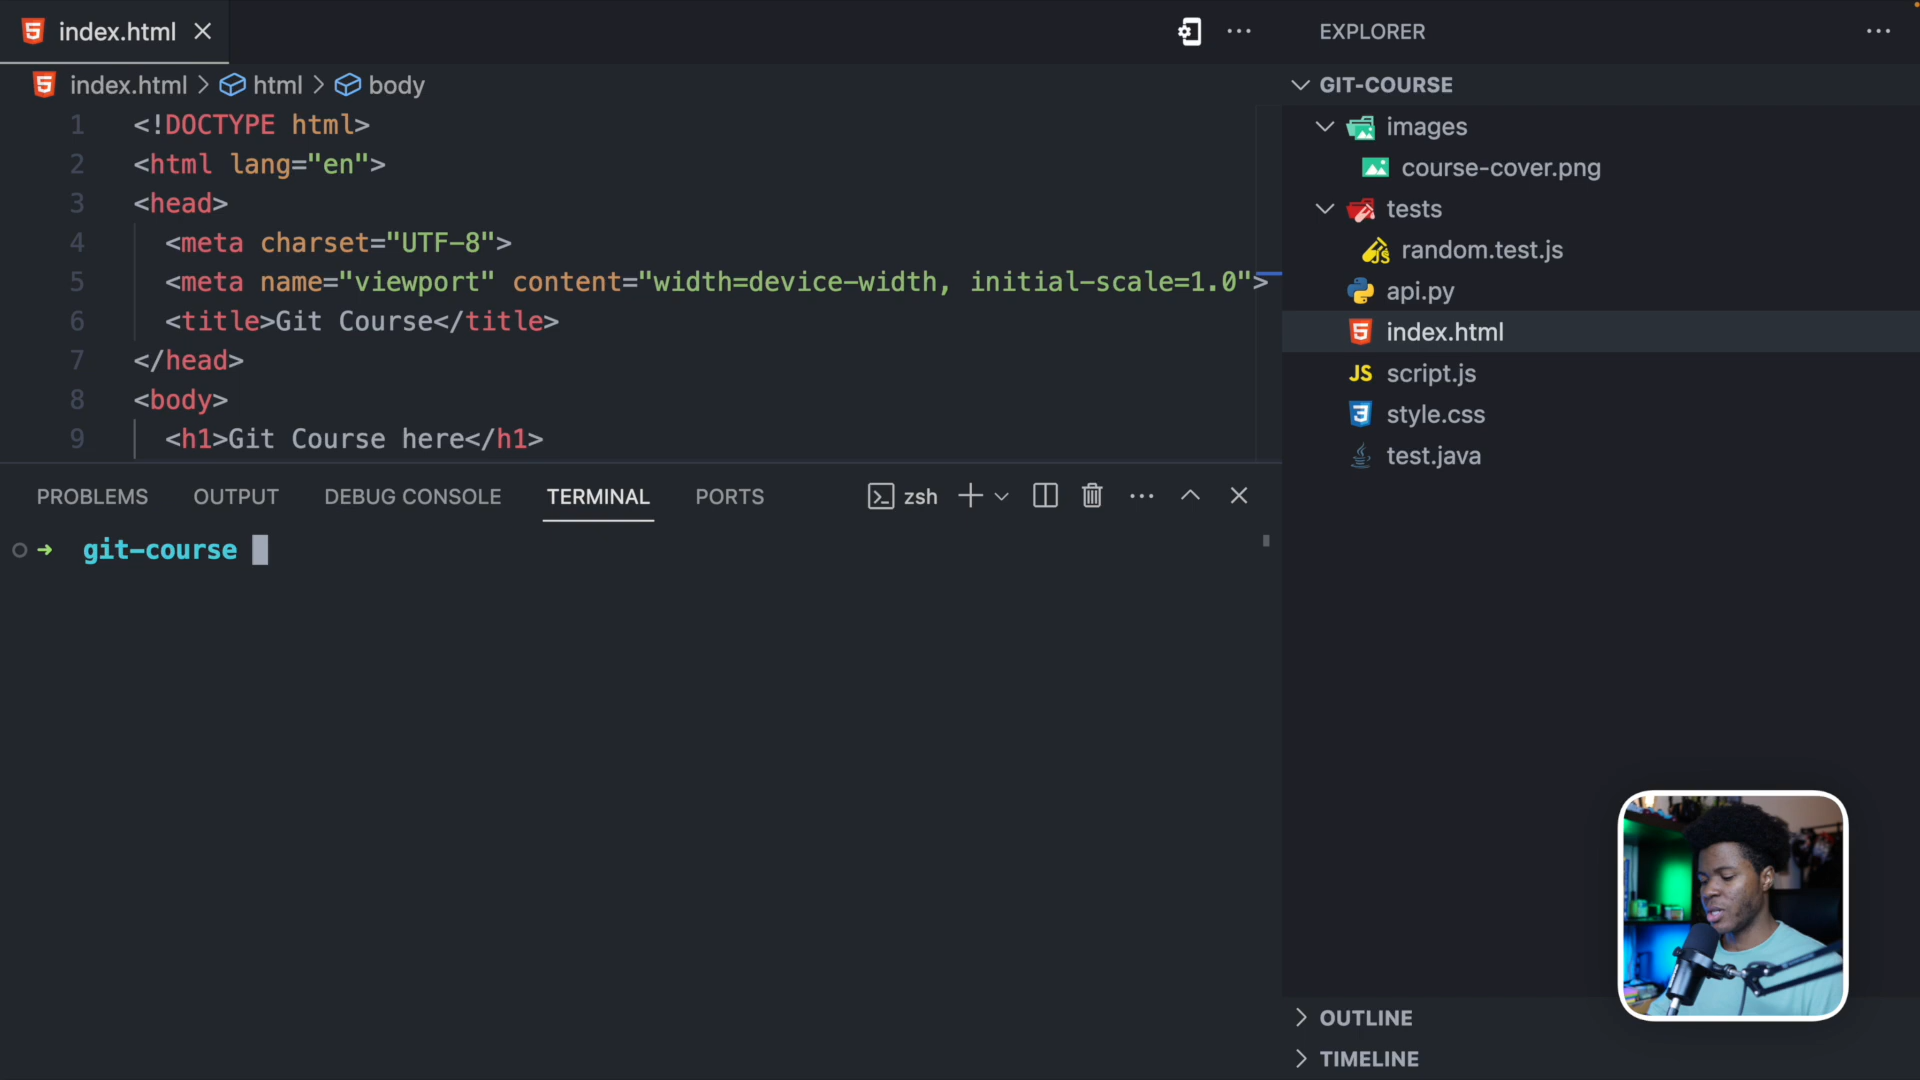 index.html
index.html > html > body
1 <!DOCTYPE html>
2 <html lang="en">
3 <head>
4 <meta charset="UTF-8">
5 <meta name="viewport" content="width=device-width, initial-scale=1.0">
6 <title>Git Course</title>
7 </head>
8 <body>
9 <h1>Git Course here</h1>
PROBLEMS OUTPUT DEBUG CONSOLE TERMINAL PORTS zsh
git-course
EXPLORER
GIT-COURSE
images
course-cover.png
tests
random.test.js
api.py
index.html
JS script.js
style.css
test.java
OUTLINE
TIMELINE